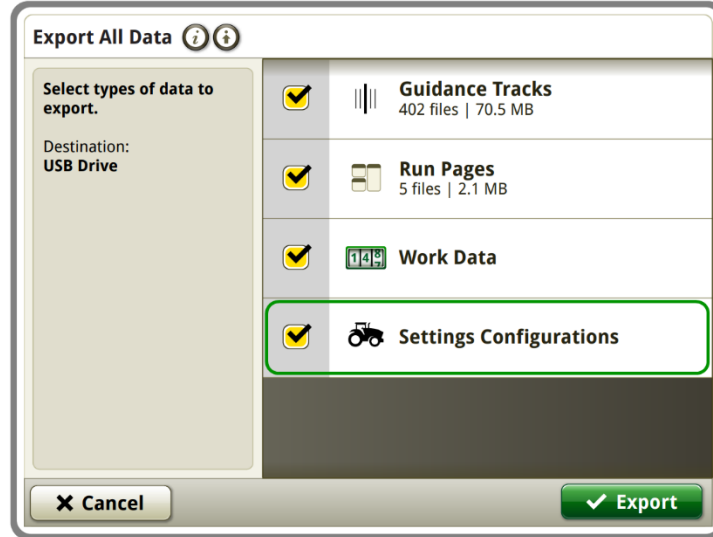 Export All Data
Select types of data to
export.
Destination:
USB Drive
Guidance Tracks
402 files | 70.5 MB
Run Pages
5 files | 2.1 MB
Work Data
Settings Configurations
Cancel
Export